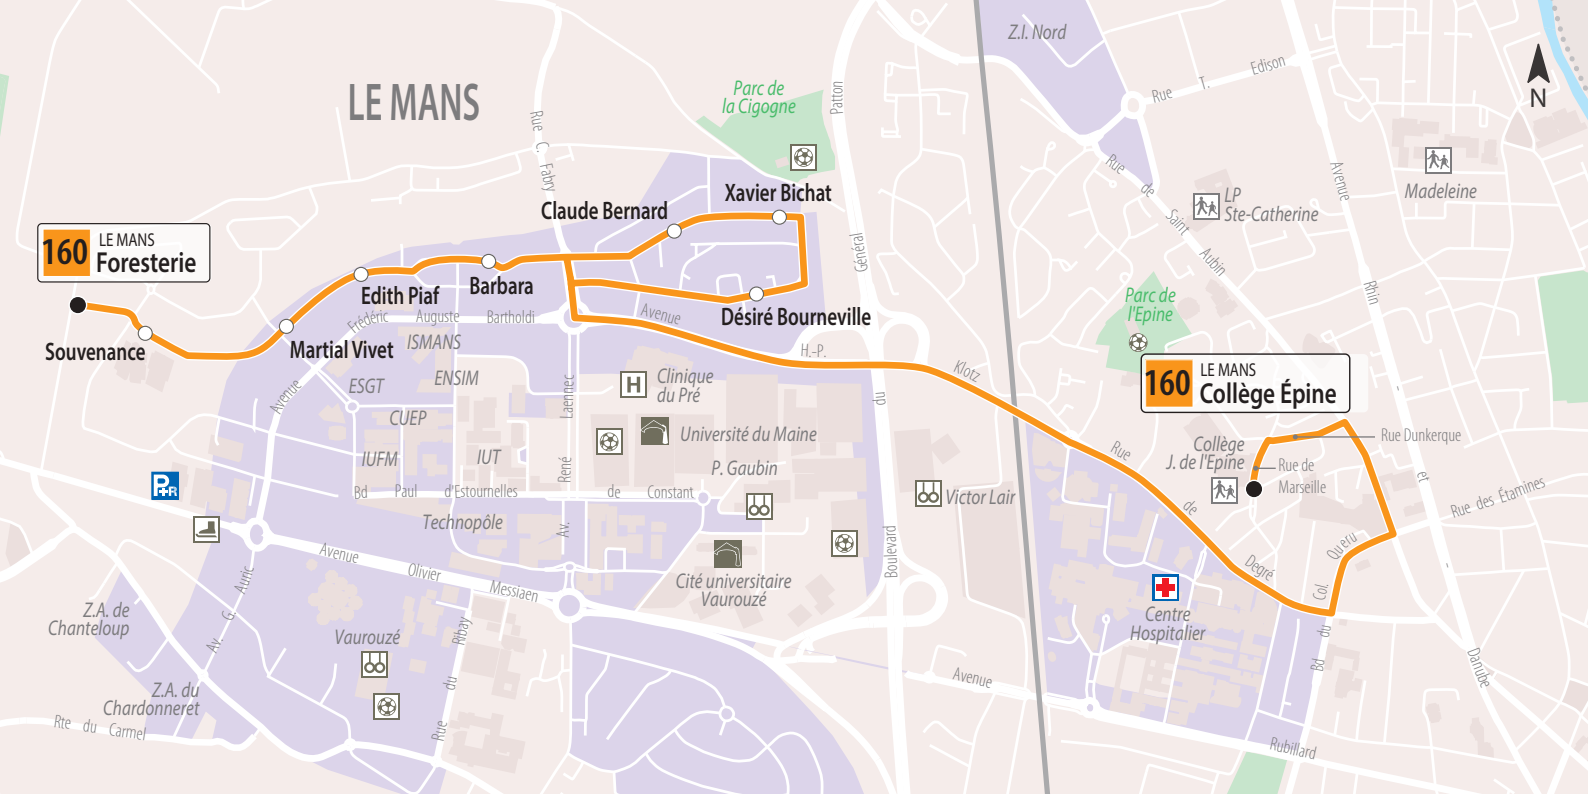 Z.I. Nord
LE MANS
Parc de
la Cigogne
Patton
Rue T. Edison
N
Rue C. Fabry
Rue de Saint Aubin
LP
Ste-Catherine
Avenue
Madeleine
Xavier Bichat
Claude Bernard
160
LE MANS
Foresterie
Général
Barbara
Edith Piaf
Parc de
l'Epine
Rhin
Frédéric Auguste Bartholdi
Avenue
Désiré Bourneville
Souvenance
Martial Vivet
ISMANS
H.-P.
Klotz
160
LE MANS
Collège Épine
ENSIM
ESGT
Avenue
Clinique
du Pré
H
Laennec
du
CUEP
Université du Maine
Rue Dunkerque
Collège
J. de l'Epine
Rue de
Marseille
Rue
IUFM
IUT
René
P. Gaubin
P+R
Bd Paul d'Estournelles de Constant
Victor Lair
et
Rue des Étamines
de
Technopôle
Av.
Boulevard
Queru
Avenue Olivier Messiaen
Degré
Cité universitaire
Vaurouzé
Av. G. Auric
Col.
Z.A. de
Chanteloup
Centre
Hospitalier
Vaurouzé
Ribay
du
Danube
Avenue
Bd
Z.A. du
Chardonneret
du
Rte du Carmel
Rue
Rubillard